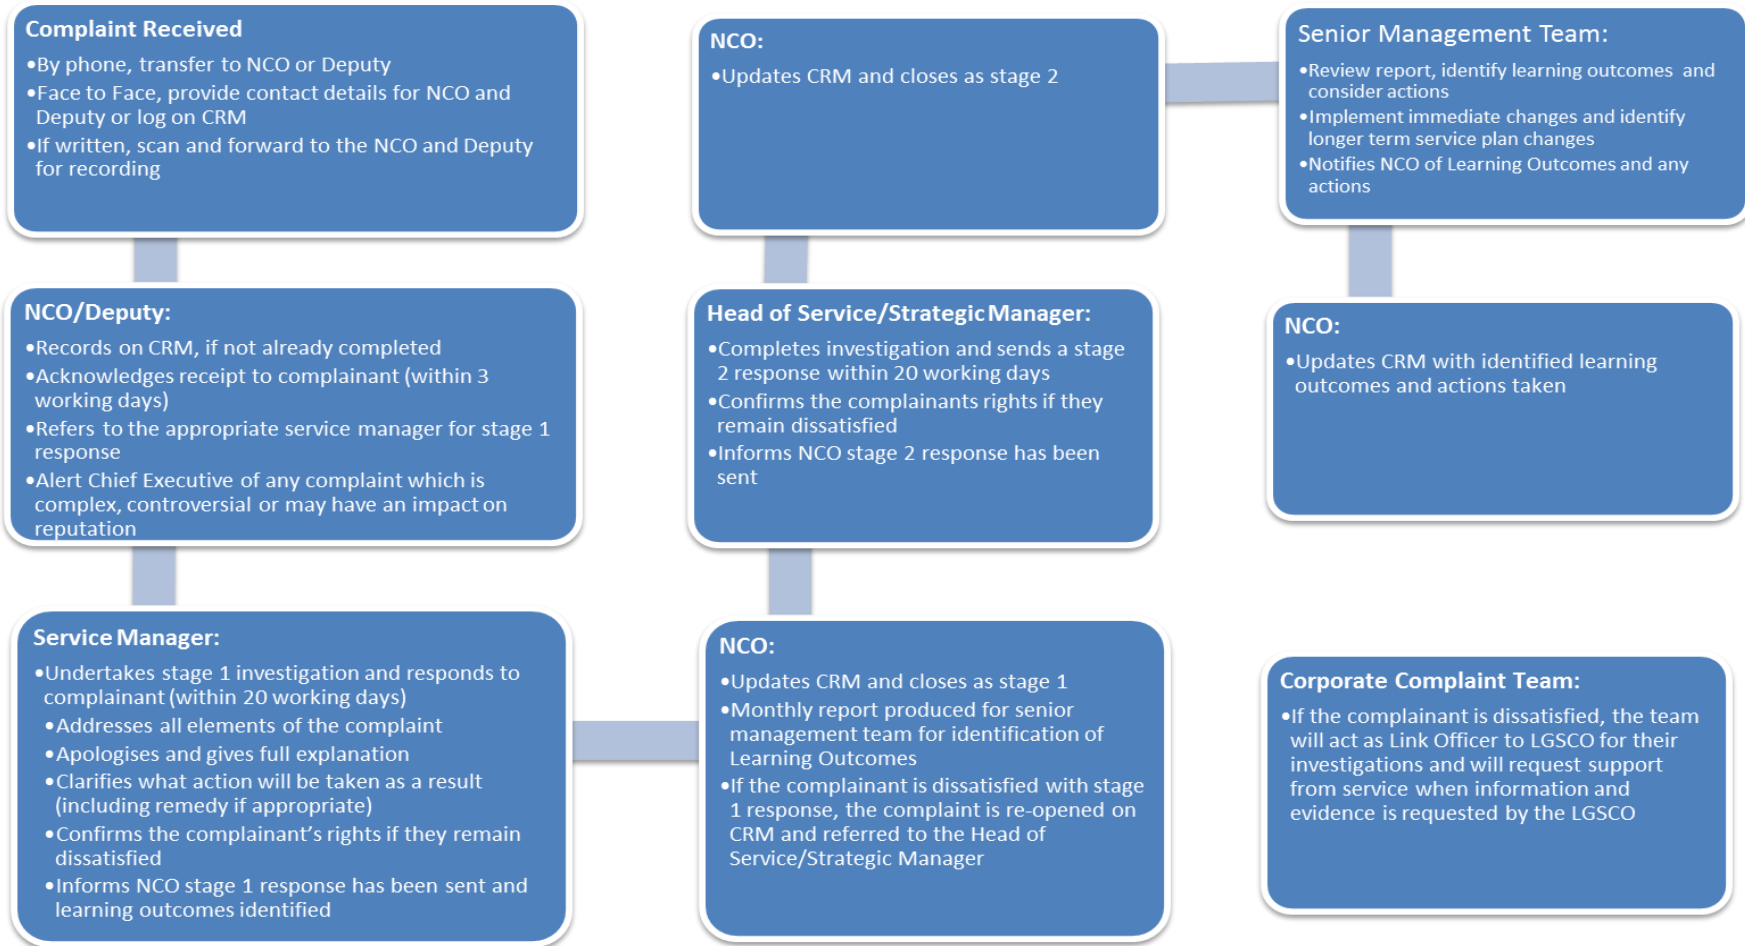 Complaint Received
•By phone, transfer to NCO or Deputy
•Face to Face, provide contact details for NCO and
Deputy or log on CRM
•If written, scan and forward to the NCO and Deputy
for recording
NCO/Deputy:
•Records on CRM, if not already completed
•Acknowledges receipt to complainant (within 3
working days)
•Refers to the appropriate service manager for stage 1
response
•Alert Chief Executive of any complaint which is
complex, controversial or may have an impact on
reputation
Service Manager:
•Undertakes stage 1 investigation and responds to
complainant (within 20 working days)
•Addresses all elements of the complaint
•Apologises and gives full explanation
•Clarifies what action will be taken as a result
(including remedy if appropriate)
•Confirms the complainant’s rights if they remain
dissatisfied
•Informs NCO stage 1 response has been sent and
learning outcomes identified
NCO:
•Updates CRM and closes as stage 1
•Monthly report produced for senior
management team for identification of
Learning Outcomes
•If the complainant is dissatisfied with stage
1 response, the complaint is re-opened on
CRM and referred to the Head of
Service/Strategic Manager
Head of Service/Strategic Manager:
•Completes investigation and sends a stage
2 response within 20 working days
•Confirms the complainants rights if they
remain dissatisfied
•Informs NCO stage 2 response has been
sent
NCO:
•Updates CRM and closes as stage 2
Senior Management Team:
•Review report, identify learning outcomes and
consider actions
•Implement immediate changes and identify
longer term service plan changes
•Notifies NCO of Learning Outcomes and any
actions
NCO:
•Updates CRM with identified learning
outcomes and actions taken
Corporate Complaint Team:
•If the complainant is dissatisfied, the team
will act as Link Officer to LGSCO for their
investigations and will request support
from service when information and
evidence is requested by the LGSCO